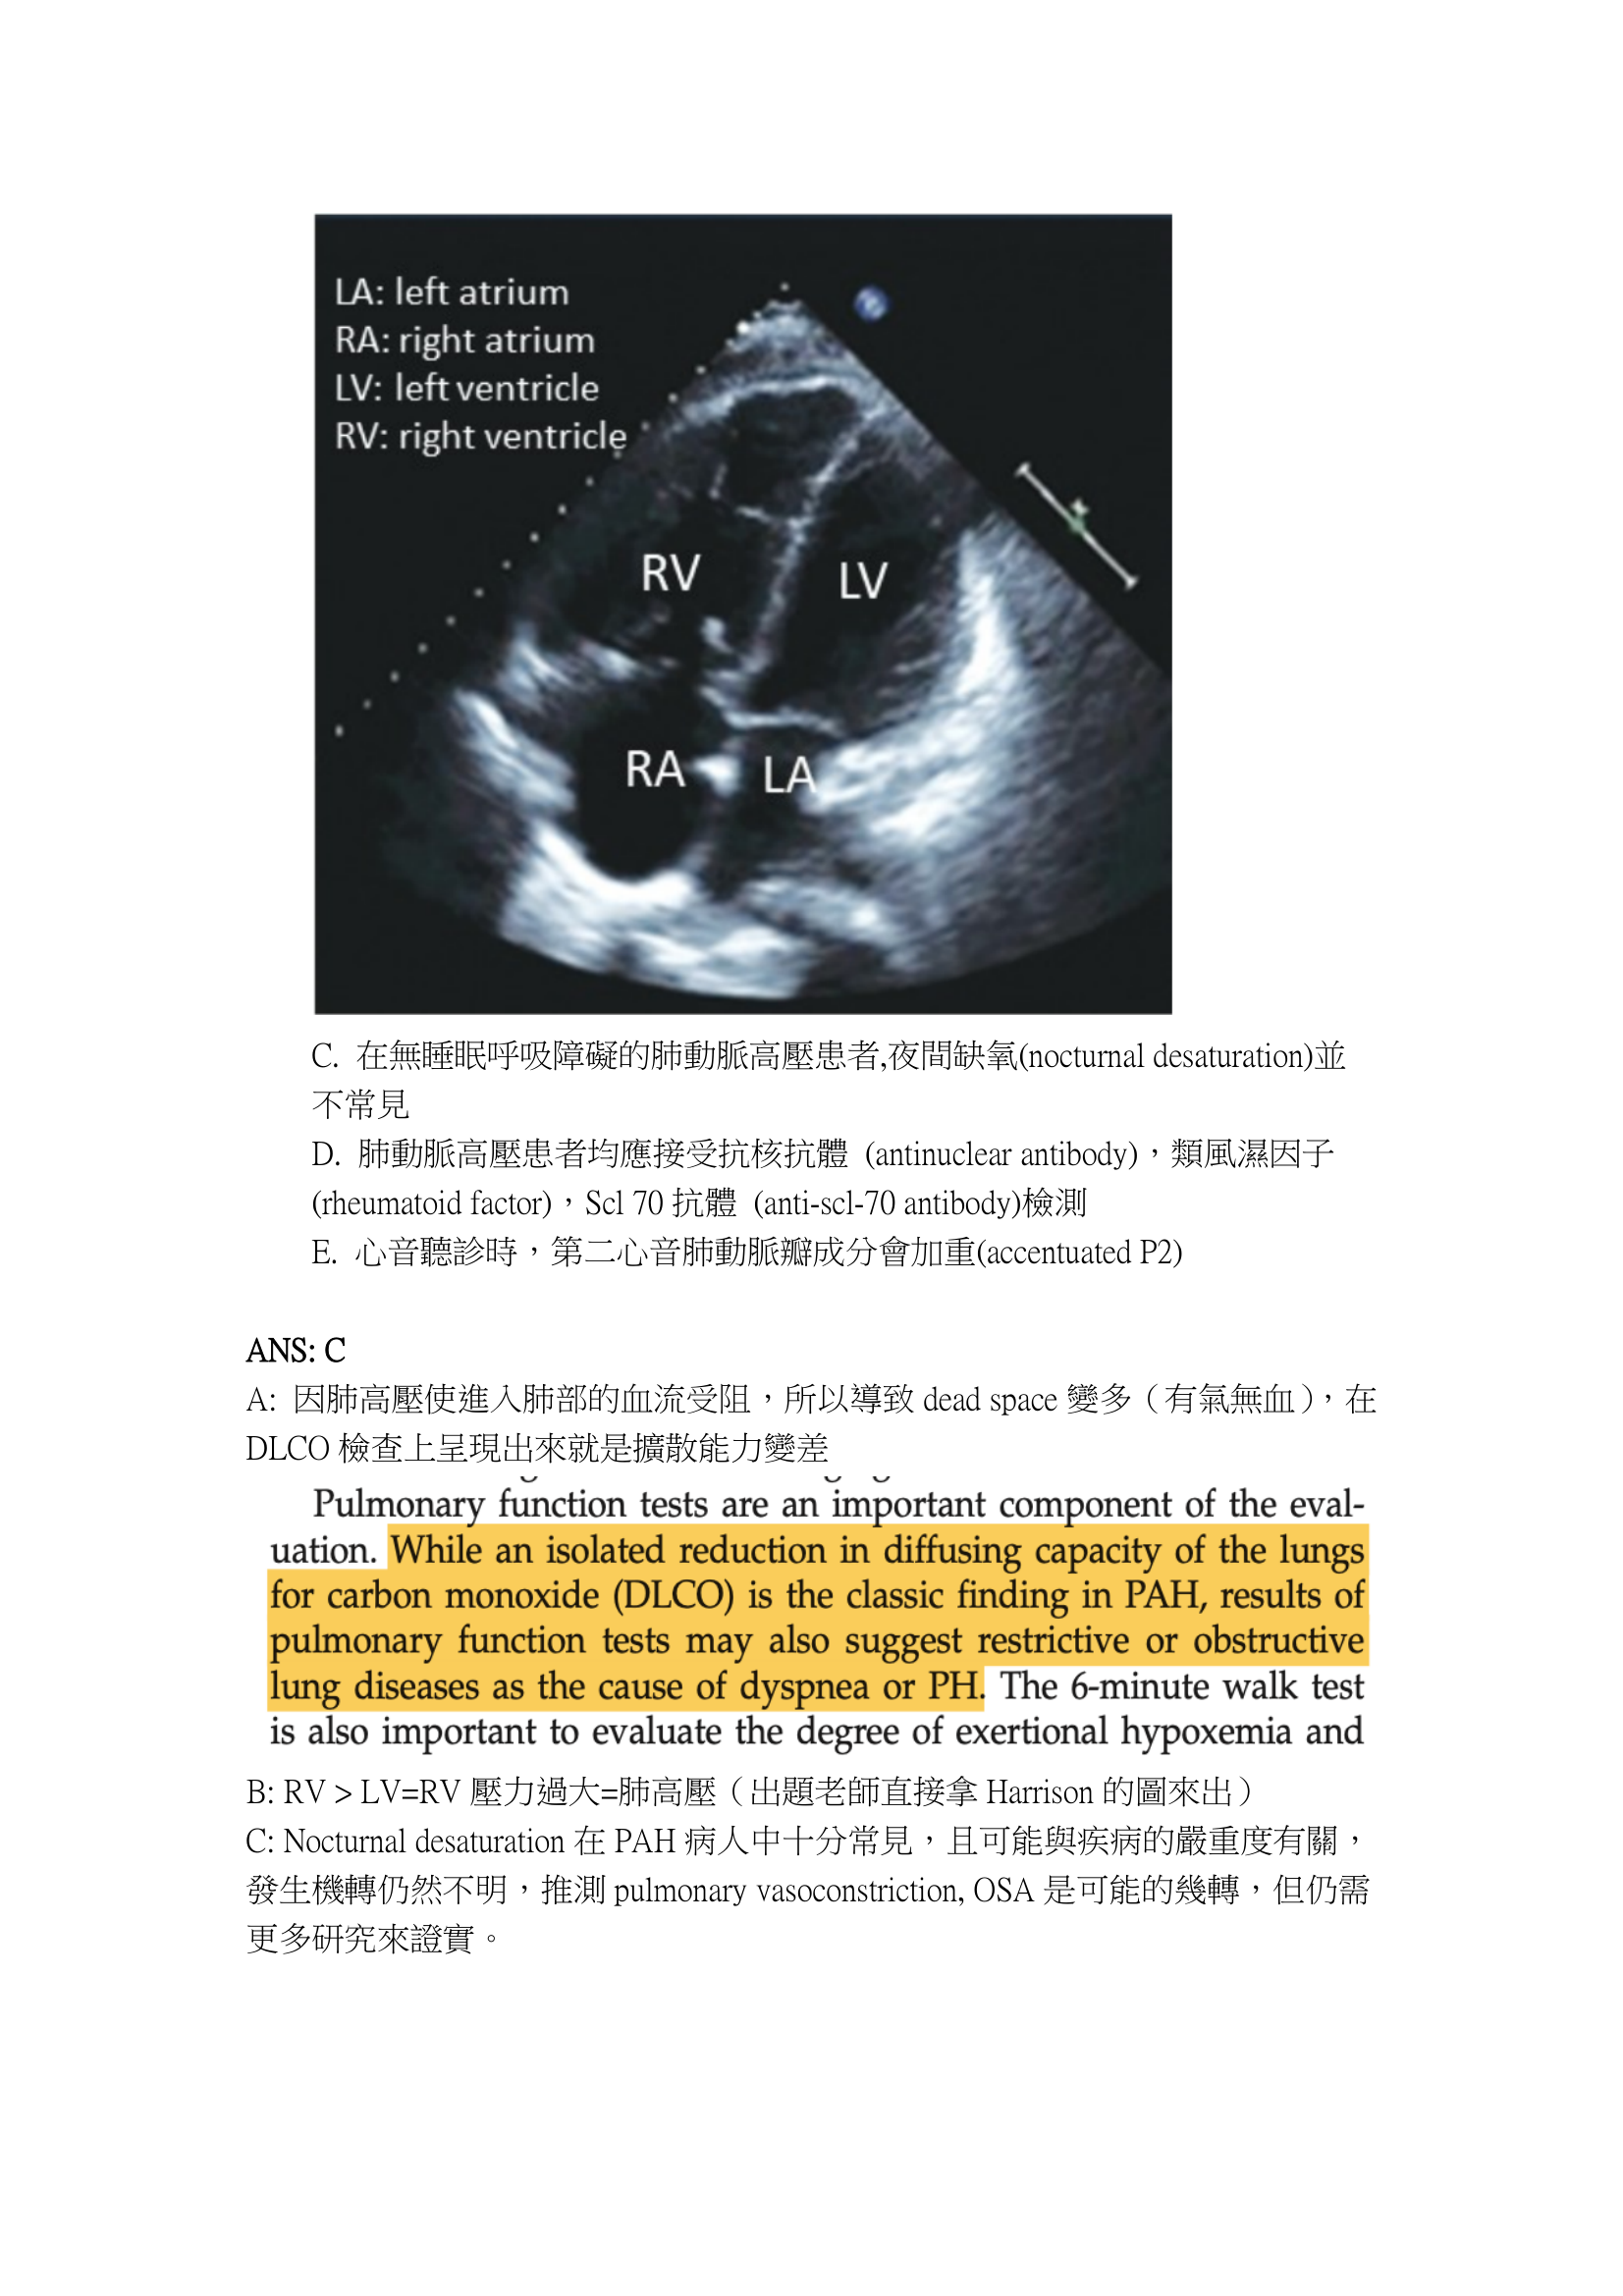 LA: left atrium
RA: right atrium
LV: left ventricle
RV: right ventricle
RV
LV
RA
LA
C. 在無睡眠呼吸障礙的肺動脈高壓患者,夜間缺氧(nocturnal desaturation)並
不常見
D. 肺動脈高壓患者均應接受抗核抗體 (antinuclear antibody)，類風濕因子
(rheumatoid factor)，Scl 70 抗體 (anti-scl-70 antibody)檢測
E. 心音聽診時，第二心音肺動脈瓣成分會加重(accentuated P2)
ANS: C
A: 因肺高壓使進入肺部的血流受阻，所以導致 dead space 變多（有氣無血），在
DLCO 檢查上呈現出來就是擴散能力變差
Pulmonary function tests are an important component of the eval-
uation. While an isolated reduction in diffusing capacity of the lungs
for carbon monoxide (DLCO) is the classic finding in PAH, results of
pulmonary function tests may also suggest restrictive or obstructive
lung diseases as the cause of dyspnea or PH. The 6-minute walk test
is also important to evaluate the degree of exertional hypoxemia and
B: RV > LV=RV 壓力過大=肺高壓（出題老師直接拿 Harrison 的圖來出）
C: Nocturnal desaturation 在 PAH 病人中十分常見，且可能與疾病的嚴重度有關，
發生機轉仍然不明，推測 pulmonary vasoconstriction, OSA 是可能的幾轉，但仍需
更多研究來證實。